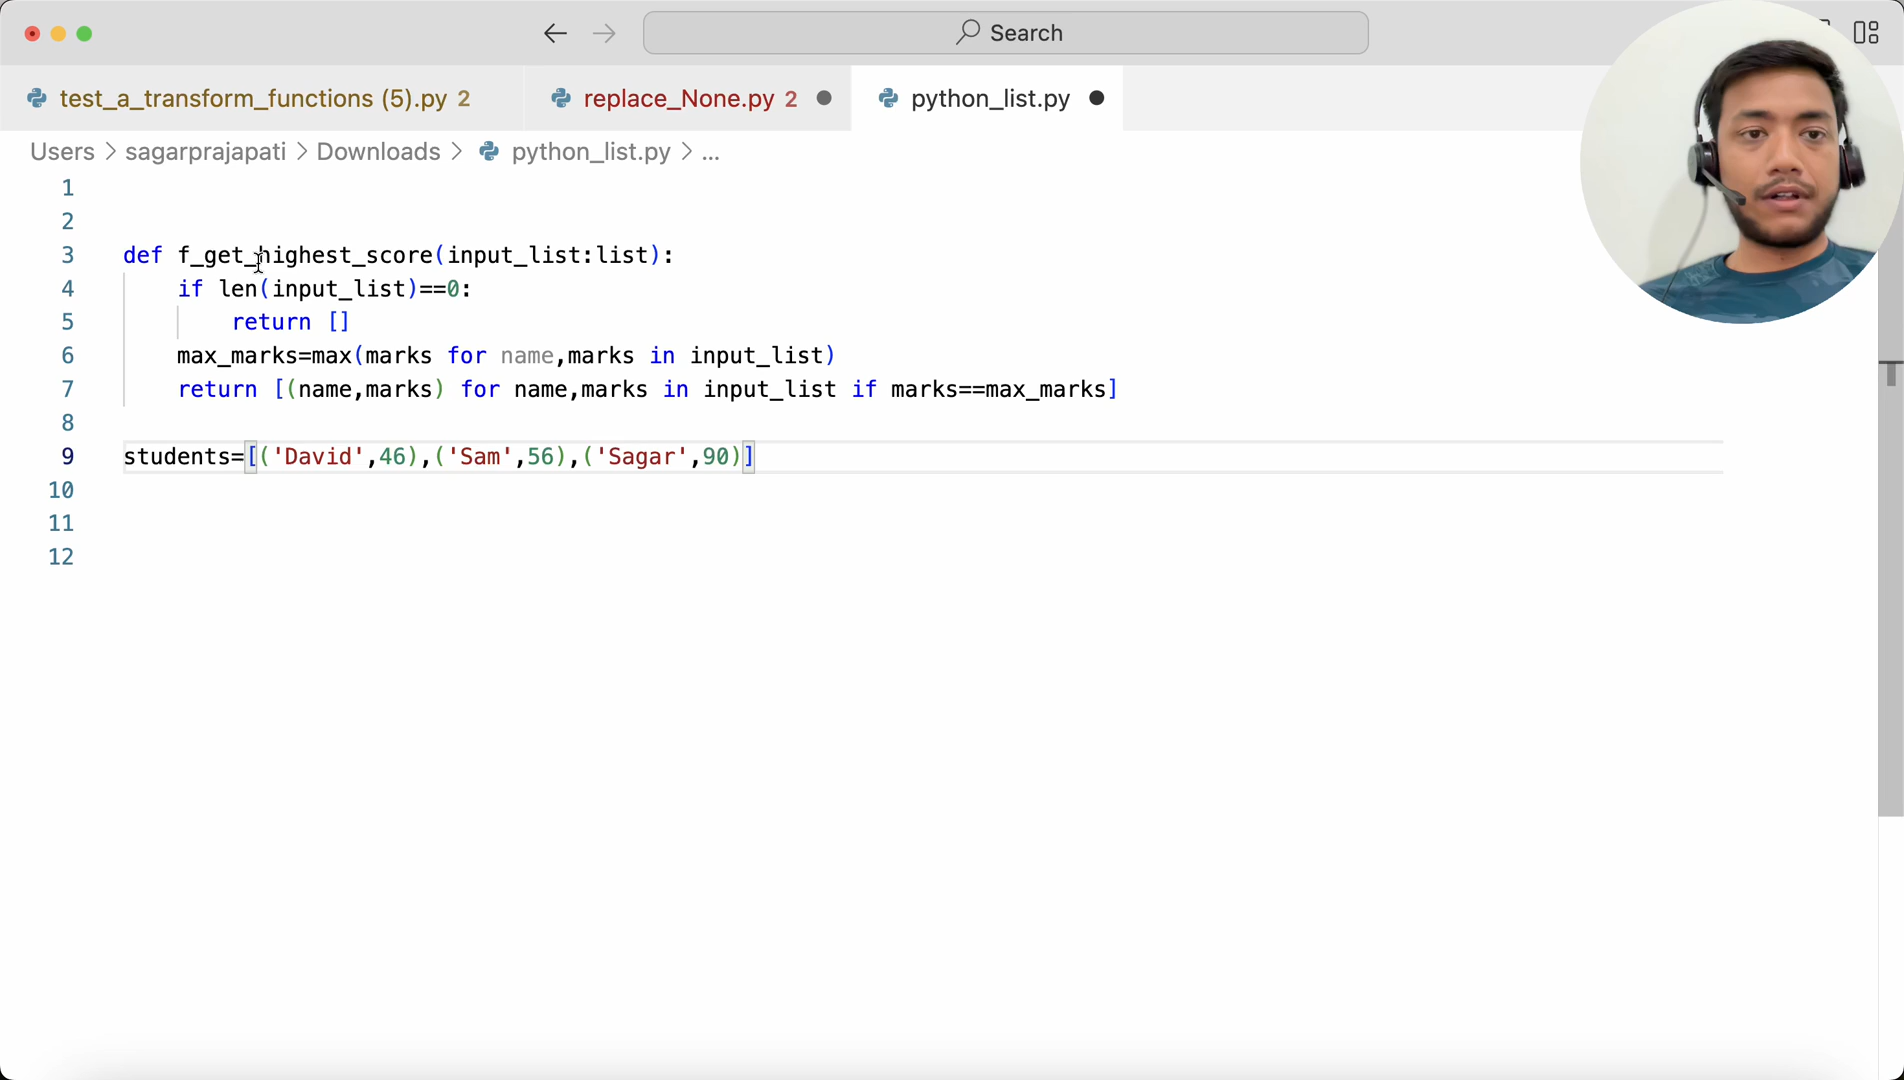 Search
test_a_transform_functions (5).py 2
replace_None.py 2
python_list.py
Users > sagarprajapati > Downloads > python_list.py > ...
1
2
3 def f_get_highest_score(input_list:list):
4 if len(input_list)==0:
5 return []
6 max_marks=max(marks for name,marks in input_list)
7 return [(name,marks) for name,marks in input_list if marks==max_marks]
8
9 students=[('David',46),('Sam',56),('Sagar',90)]
10
11
12